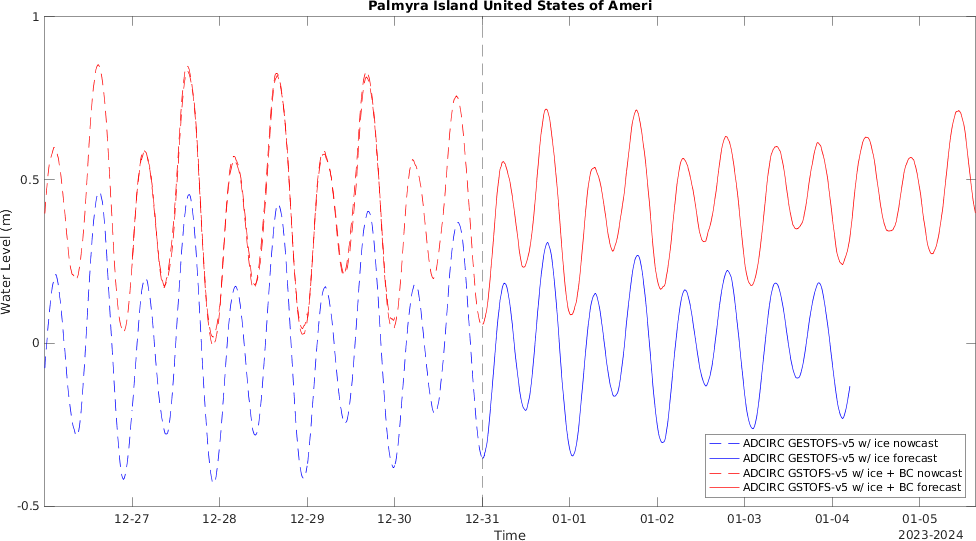 Palmyra Island United States of Ameri
1
0.5
0
-0.5
Water Level (m)
ADCIRC GESTOFS-v5 w/ ice nowcast
ADCIRC GESTOFS-v5 w/ ice forecast
ADCIRC GSTOFS-v5 w/ ice + BC nowcast
ADCIRC GSTOFS-v5 w/ ice + BC forecast
12-27 12-28 12-29 12-30 12-31 01-01 01-02 01-03 01-04 01-05
Time
2023-2024